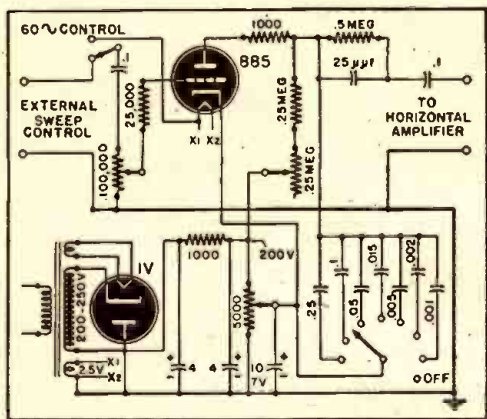 60∿CONTROL
885
1000
.5MEG
25µµf
.1
.1
25,000
EXTERNAL
SWEEP
CONTROL
100,000
X1 X2
.25MEG
.25MEG
TO
HORIZONTAL
AMPLIFIER
1V
1000
200V
200-250V
5000
.25
.1
.05
.015
.005
.002
.001
X1
2.5V
X2
4
4
10
7V
OFF